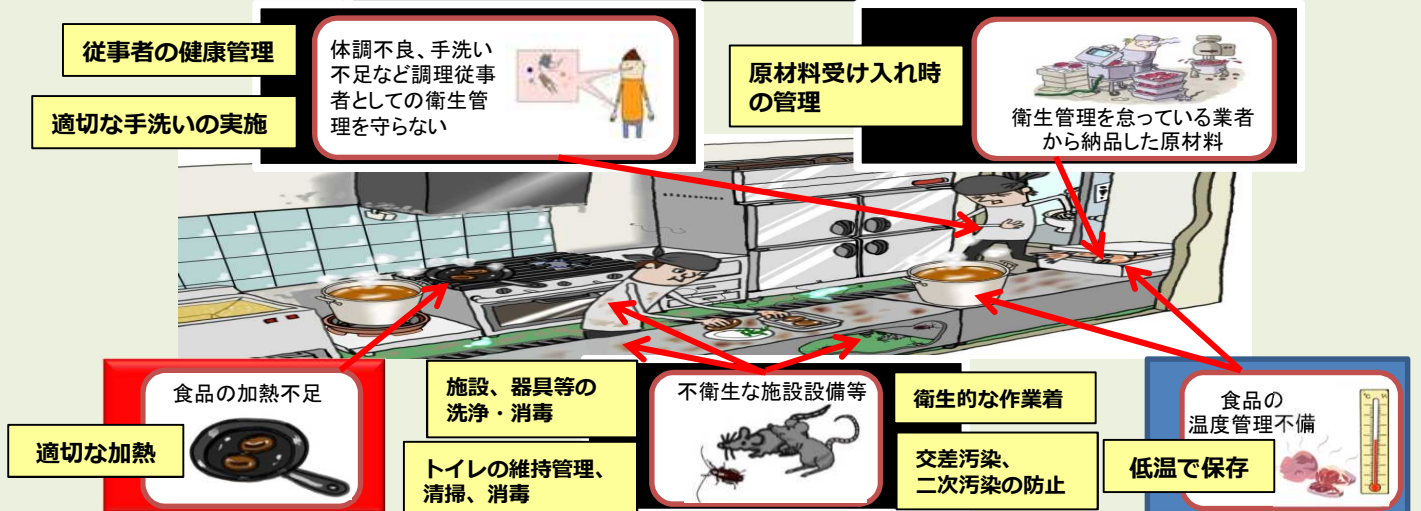 従事者の健康管理
適切な手洗いの実施
体調不良、手洗い
不足など調理従事
者としての衛生管
理を守らない
原材料受け入れ時
の管理
衛生管理を怠っている業者
から納品した原材料
食品の加熱不足
適切な加熱
施設、器具等の
洗浄・消毒
トイレの維持管理、
清掃、消毒
不衛生な施設設備等
衛生的な作業着
交差汚染、
二次汚染の防止
食品の
温度管理不備
低温で保存